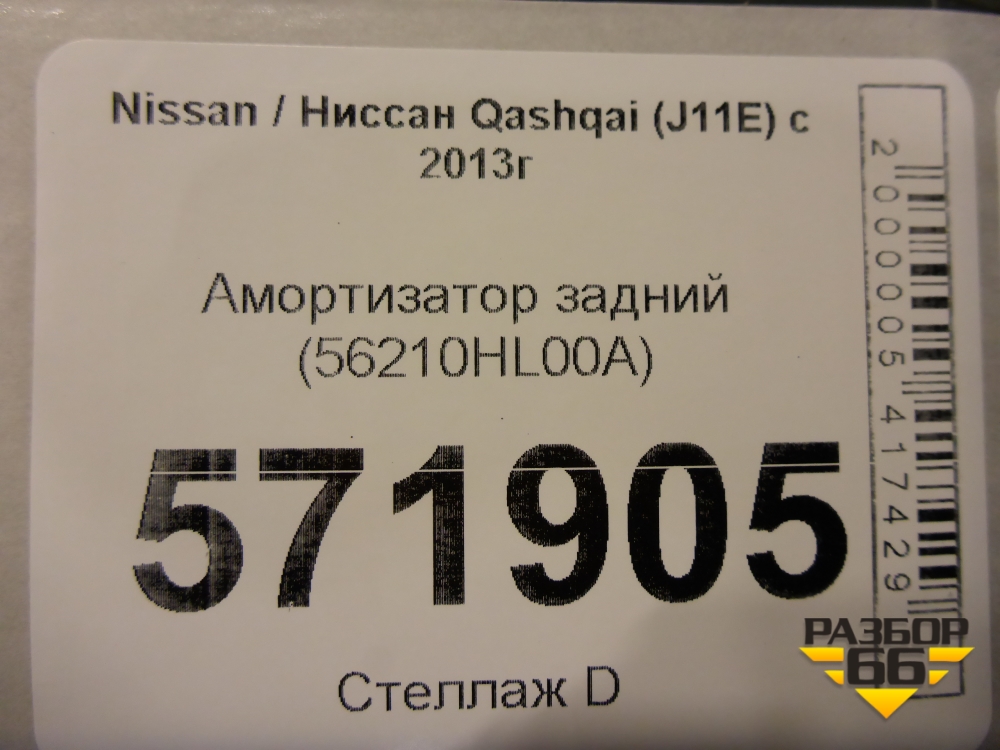 Nissan / Ниссан Qashqai (J11E) с
2013г
Амортизатор задний
(56210HL00A)
571905
Стеллаж D
2000005417429
РАЗБОР
66